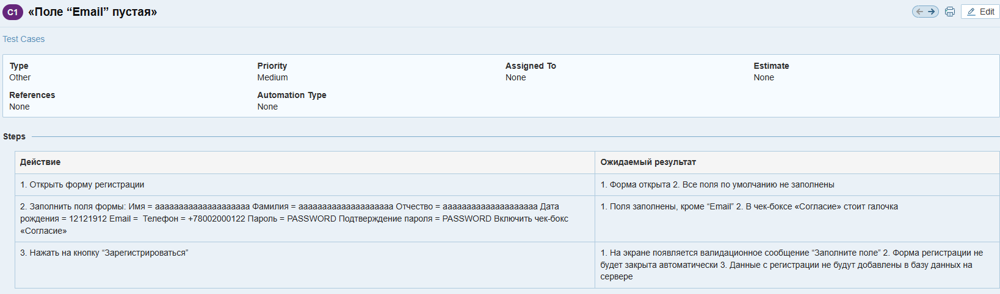 C1 «Поле “Email” пустая»
Edit
Test Cases
Type Priority Assigned To Estimate
Other Medium None None
References Automation Type
None None
Steps
Действие Ожидаемый результат
1. Открыть форму регистрации 1. Форма открыта 2. Все поля по умолчанию не заполнены
2. Заполнить поля формы: Имя = аааааааааааааааааааа Фамилия = аааааааааааааааааааа Отчество = аааааааааааааааааааа Дата
рождения = 12121912 Email = Телефон = +78002000122 Пароль = PASSWORD Подтверждение пароля = PASSWORD Включить чек-бокс
«Согласие»
1. Поля заполнены, кроме “Email” 2. В чек-боксе «Согласие» стоит галочка
3. Нажать на кнопку “Зарегистрироваться”
1. На экране появляется валидационное сообщение “Заполните поле” 2. Форма регистрации не
будет закрыта автоматически 3. Данные с регистрации не будут добавлены в базу данных на
сервере